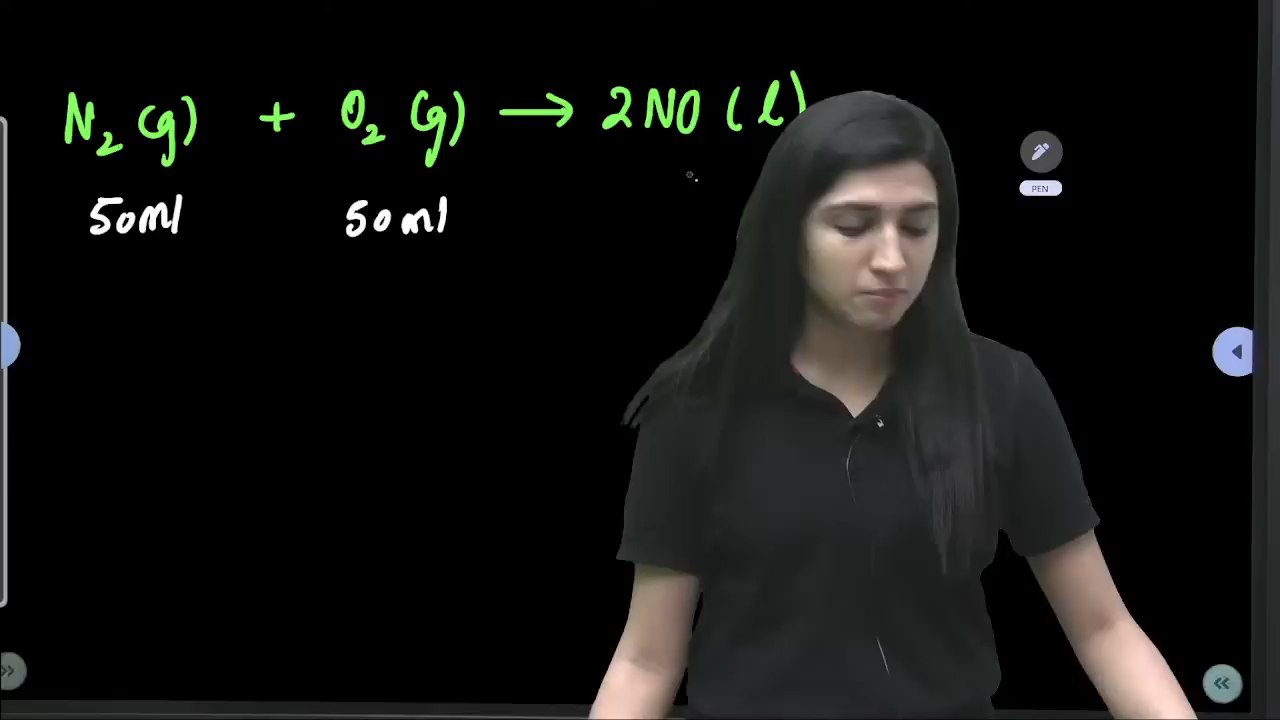 N₂ (g) + O₂ (g) → 2NO (l)
50ml 50ml
PEN